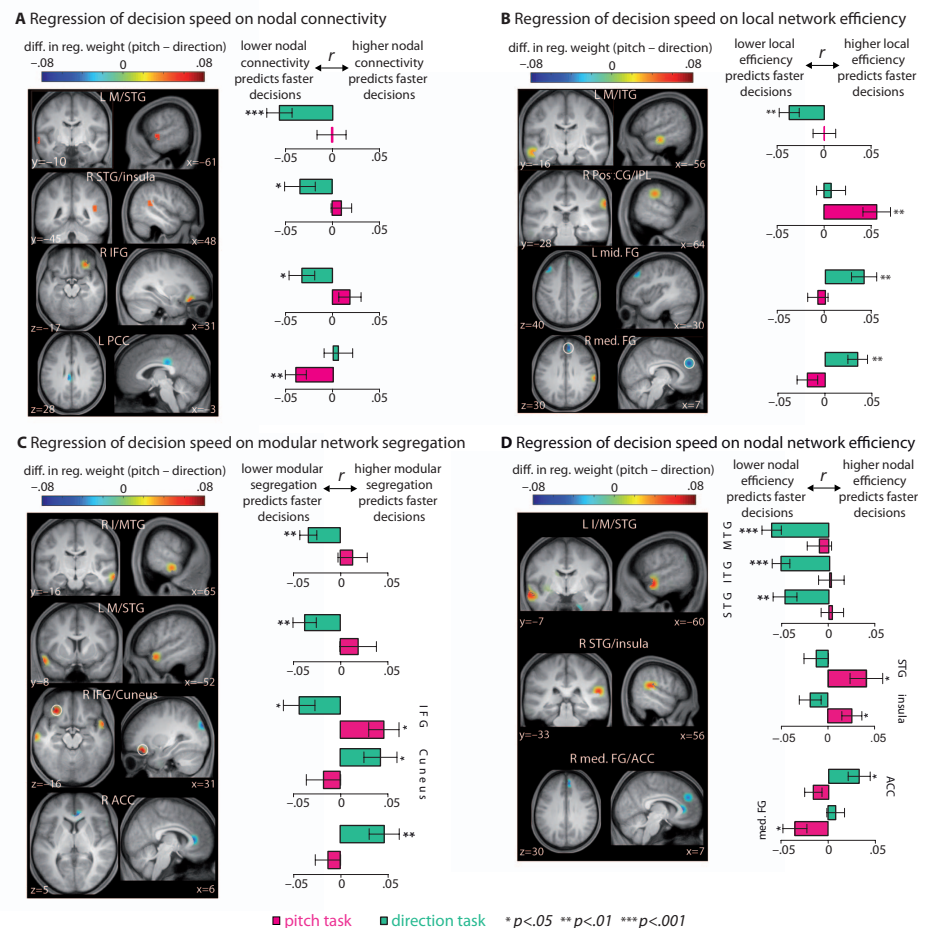 A Regression of decision speed on nodal connectivity
diff. in reg. weight (pitch – direction)
–.08 0 .08
lower nodal connectivity predicts faster decisions
r
higher nodal connectivity predicts faster decisions
L M/STG
y=–10 x=–61
***
–.05 0 .05
R STG/insula
y=–45 x=48
*
–.05 0 .05
R IFG
z=–17 x=31
*
–.05 0 .05
L PCC
z=28 x=–3
**
–.05 0 .05
B Regression of decision speed on local network efficiency
diff. in reg. weight (pitch – direction)
–.08 0 .08
lower local efficiency predicts faster decisions
r
higher local efficiency predicts faster decisions
L M/ITG
y=–16 x=–56
**
–.05 0 .05
R Pos CG/IPL
y=–28 x=64
**
–.05 0 .05
L mid. FG
z=40 x=–30
**
–.05 0 .05
R med. FG
z=30 x=7
**
–.05 0 .05
C Regression of decision speed on modular network segregation
diff. in reg. weight (pitch – direction)
–.08 0 .08
lower modular segregation predicts faster decisions
r
higher modular segregation predicts faster decisions
R I/MTG
y=–16 x=65
**
–.05 0 .05
L M/STG
y=8 x=–52
**
–.05 0 .05
R IFG/Cuneus
z=–16 x=31
* * IFG
* Cuneus
–.05 0 .05
R ACC
z=5 x=6
**
–.05 0 .05
D Regression of decision speed on nodal network efficiency
diff. in reg. weight (pitch – direction)
–.08 0 .08
lower nodal efficiency predicts faster decisions
r
higher nodal efficiency predicts faster decisions
L I/M/STG
y=–7 x=–60
MTG ***
ITG ***
STG **
–.05 0 .05
R STG/insula
y=–33 x=56
* STG
* insula
–.05 0 .05
R med. FG/ACC
z=30 x=7
* ACC
med. FG *
–.05 0 .05
pitch task direction task *p<.05 **p<.01 ***p<.001